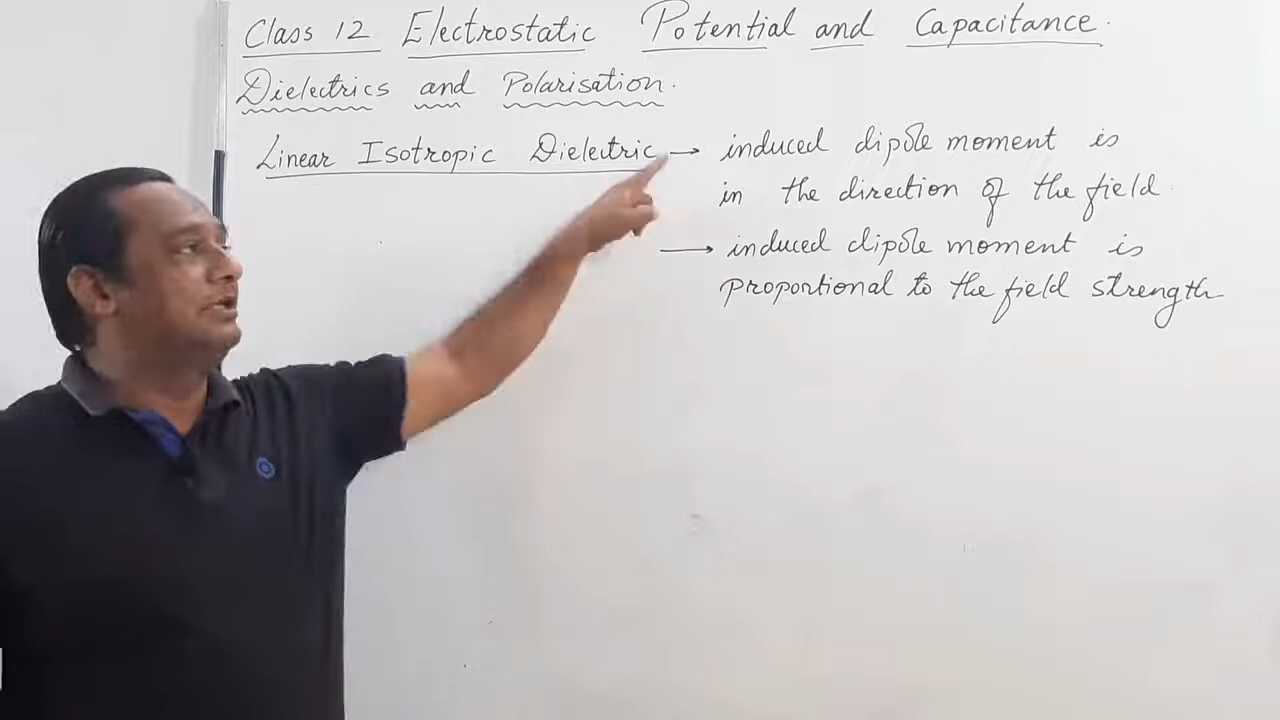 Class 12 Electrostatic Potential and Capacitance.
Dielectrics and Polarisation.
Linear Isotropic Dielectric → induced dipole moment is
in the direction of the field.
→ induced dipole moment is
proportional to the field strength